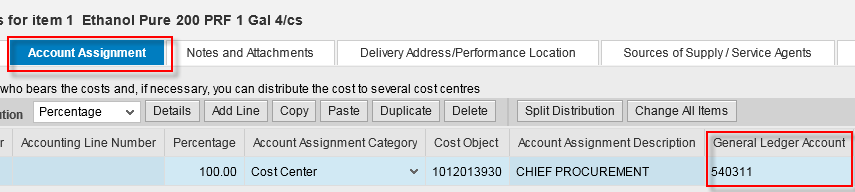 s for item 1 Ethanol Pure 200 PRF 1 Gal 4/cs
Account Assignment Notes and Attachments Delivery Address/Performance Location Sources of Supply / Service Agents
who bears the costs and, if necessary, you can distribute the cost to several cost centres
ution Percentage Details Add Line Copy Paste Duplicate Delete Split Distribution Change All Items
r Accounting Line Number Percentage Account Assignment Category Cost Object Account Assignment Description General Ledger Account
100.00 Cost Center 1012013930 CHIEF PROCUREMENT 540311